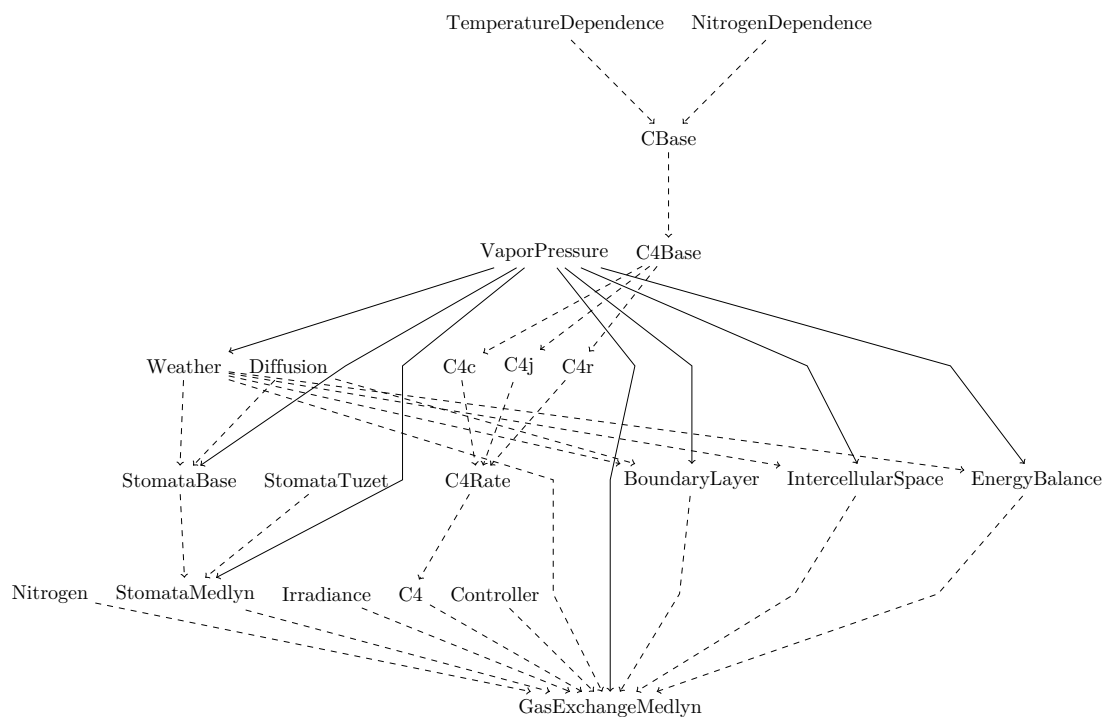 TemperatureDependence NitrogenDependence
CBase
VaporPressure C4Base
Weather Diffusion C4c C4j C4r
StomataBase StomataTuzet C4Rate BoundaryLayer IntercellularSpace EnergyBalance
Nitrogen StomataMedlyn Irradiance C4 Controller
GasExchangeMedlyn